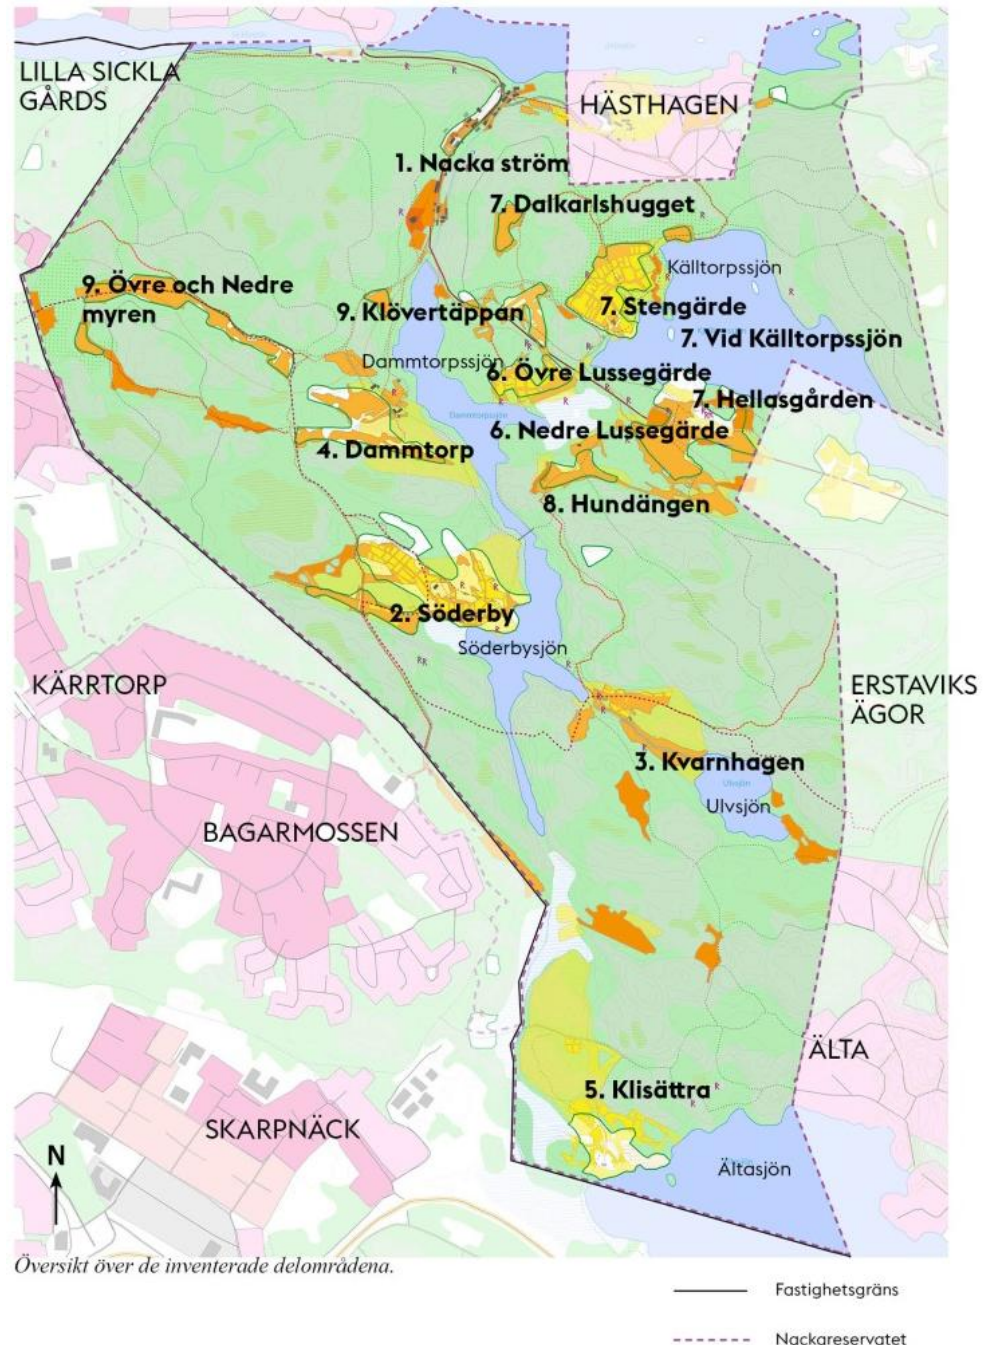 LILLA SICKLA
GÅRDS
HÄSTHAGEN
1. Nacka ström
7. Dalkarlshugget
Källtorpssjön
9. Övre och Nedre
myren
7. Stengärde
9. Klövertäppan
7. Vid Källtorpssjön
Dammtorpssjön
6. Övre Lussegärde
7. Hellasgården
Dammtorpssjön
6. Nedre Lussegärde
4. Dammtorp
8. Hundängen
2. Söderby
Söderbysjön
KÄRRTORP
ERSTAVIKS
ÄGOR
3. Kvarnhagen
Ulvsjön
Ulvsjön
BAGARMOSSEN
ÄLTA
5. Klisättra
SKARPNÄCK
N
Ältasjön
Översikt över de inventerade delområdena.
Fastighetsgräns
Nackareservatet